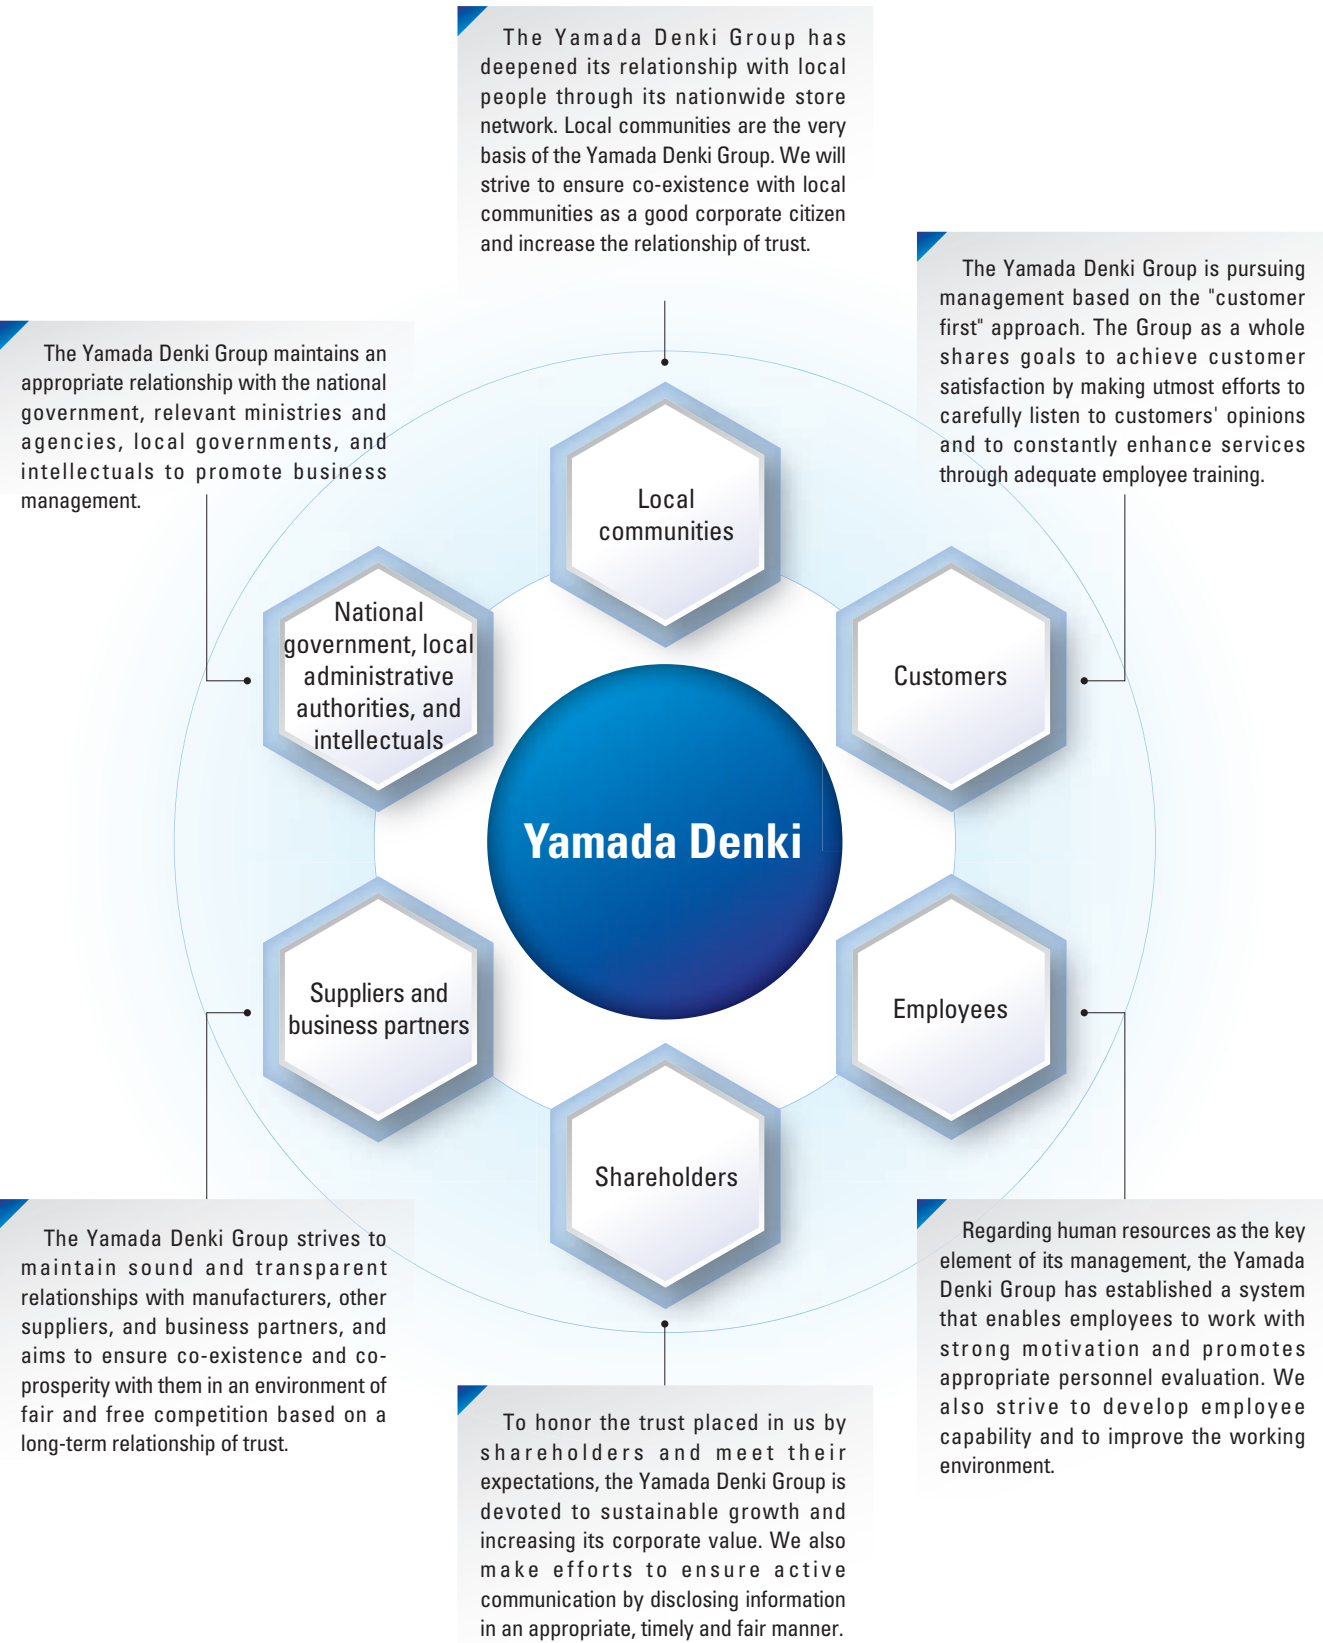 The Yamada Denki Group has
deepened its relationship with local
people through its nationwide store
network. Local communities are the very
basis of the Yamada Denki Group. We will
strive to ensure co-existence with local
communities as a good corporate citizen
and increase the relationship of trust.
The Yamada Denki Group is pursuing
management based on the "customer
first" approach. The Group as a whole
shares goals to achieve customer
satisfaction by making utmost efforts to
carefully listen to customers' opinions
and to constantly enhance services
through adequate employee training.
The Yamada Denki Group maintains an
appropriate relationship with the national
government, relevant ministries and
agencies, local governments, and
intellectuals to promote business
management.
Local
communities
National
government, local
administrative
authorities, and
intellectuals
Customers
Yamada Denki
Suppliers and
business partners
Employees
Shareholders
The Yamada Denki Group strives to
maintain sound and transparent
relationships with manufacturers, other
suppliers, and business partners, and
aims to ensure co-existence and co-
prosperity with them in an environment of
fair and free competition based on a
long-term relationship of trust.
Regarding human resources as the key
element of its management, the Yamada
Denki Group has established a system
that enables employees to work with
strong motivation and promotes
appropriate personnel evaluation. We
also strive to develop employee
capability and to improve the working
environment.
To honor the trust placed in us by
shareholders and meet their
expectations, the Yamada Denki Group is
devoted to sustainable growth and
increasing its corporate value. We also
make efforts to ensure active
communication by disclosing information
in an appropriate, timely and fair manner.